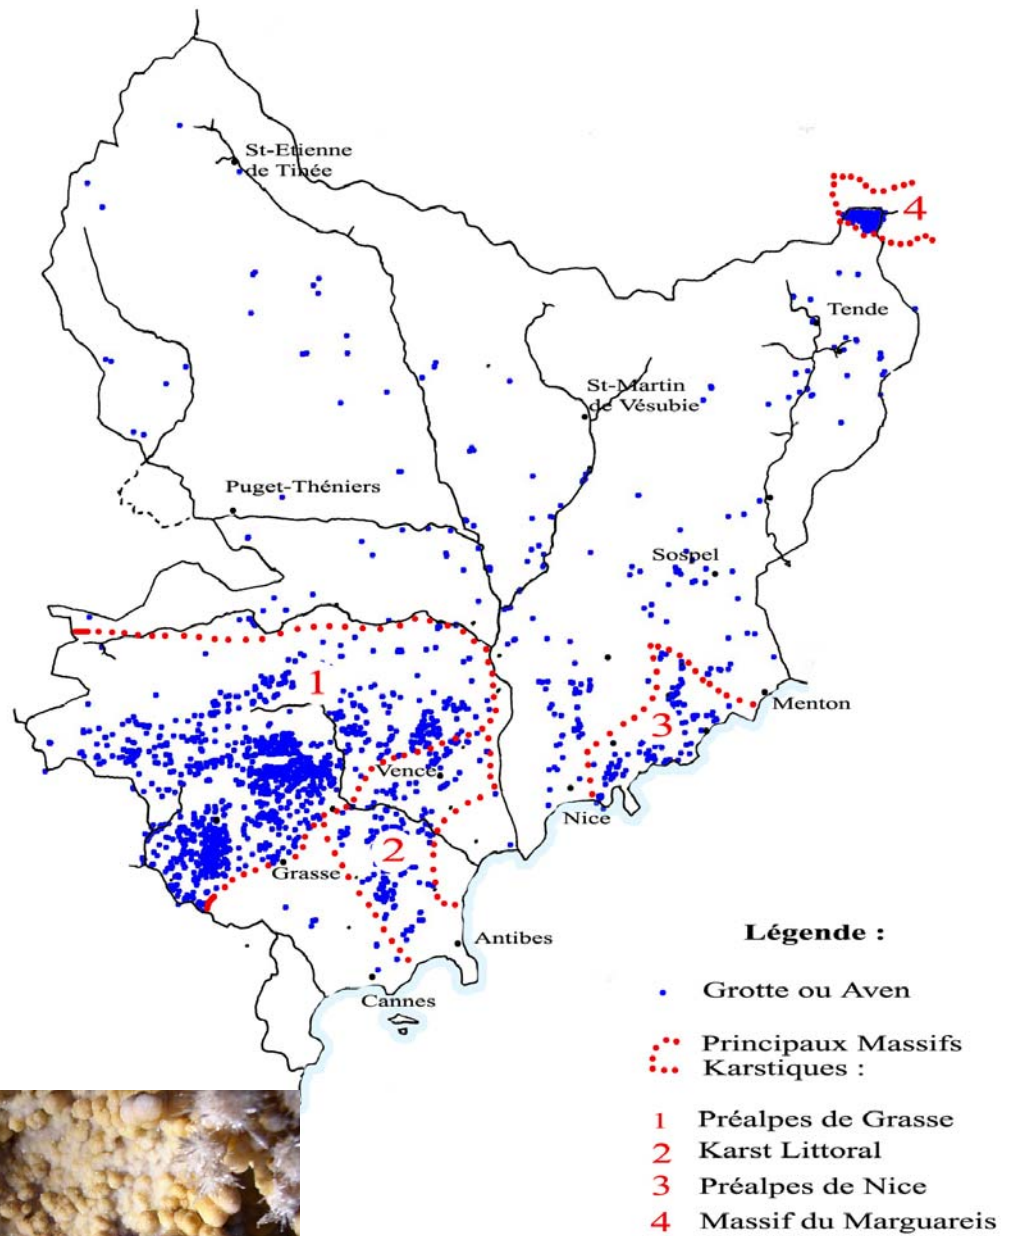 St-Etienne
de Tinée
4
Tende
St-Martin
de Vésubie
Puget-Théniers
Sospel
1
Menton
3
Vence
Nice
2
Grasse
Antibes
Cannes
Légende :
Grotte ou Aven
Principaux Massifs
Karstiques :
1 Préalpes de Grasse
2 Karst Littoral
3 Préalpes de Nice
4 Massif du Marguareis